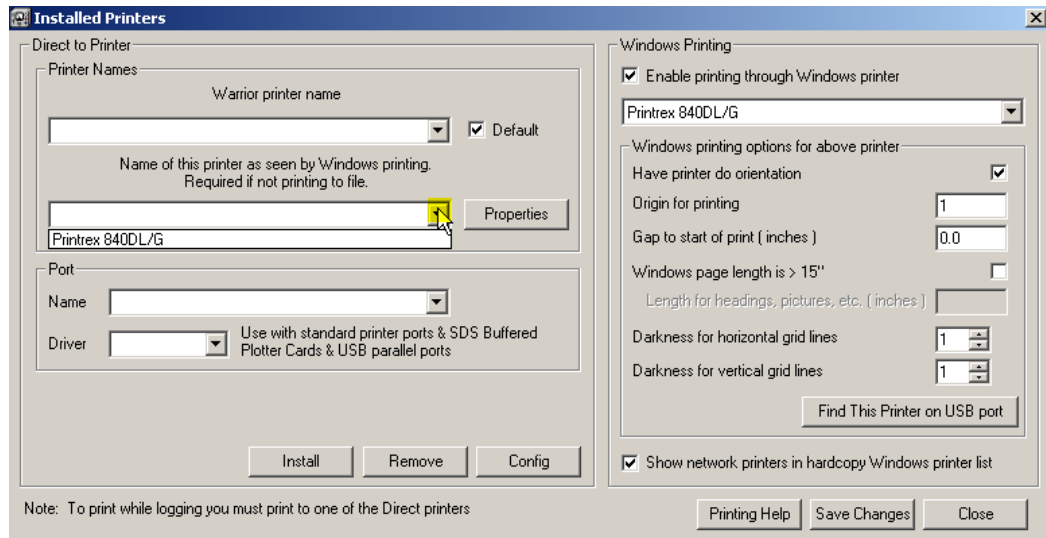 Installed Printers
Direct to Printer
Printer Names
Warrior printer name
Default
Name of this printer as seen by Windows printing.
Required if not printing to file.
Properties
Printrex 840DL/G
Port
Name
Driver
Use with standard printer ports & SDS Buffered
Plotter Cards & USB parallel ports
Install
Remove
Config
Windows Printing
Enable printing through Windows printer
Printrex 840DL/G
Windows printing options for above printer
Have printer do orientation
Origin for printing
1
Gap to start of print ( inches )
0.0
Windows page length is > 15"
Length for headings, pictures, etc. ( inches )
Darkness for horizontal grid lines
1
Darkness for vertical grid lines
1
Find This Printer on USB port
Show network printers in hardcopy Windows printer list
Note: To print while logging you must print to one of the Direct printers
Printing Help
Save Changes
Close